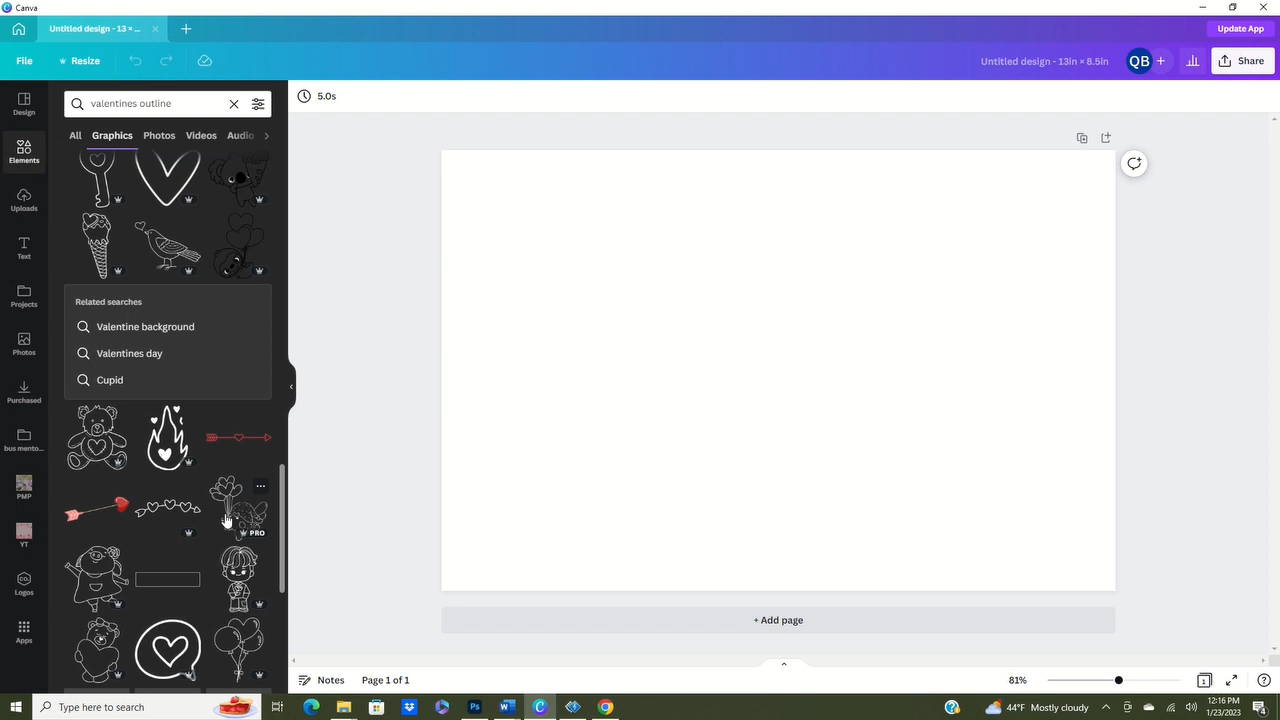 Canva
Untitled design - 13 × ...
Update App
File
Resize
Untitled design - 13in × 8.5in
QB
Share
Design
Elements
Uploads
Text
Projects
Photos
Purchased
bus mento...
PMP
YT
Logos
Apps
valentines outline
All
Graphics
Photos
Videos
Audio
Related searches
Valentine background
Valentines day
Cupid
PRO
5.0s
+ Add page
Notes
Page 1 of 1
81%
1
Type here to search
44°F Mostly cloudy
12:16 PM
1/23/2023
4